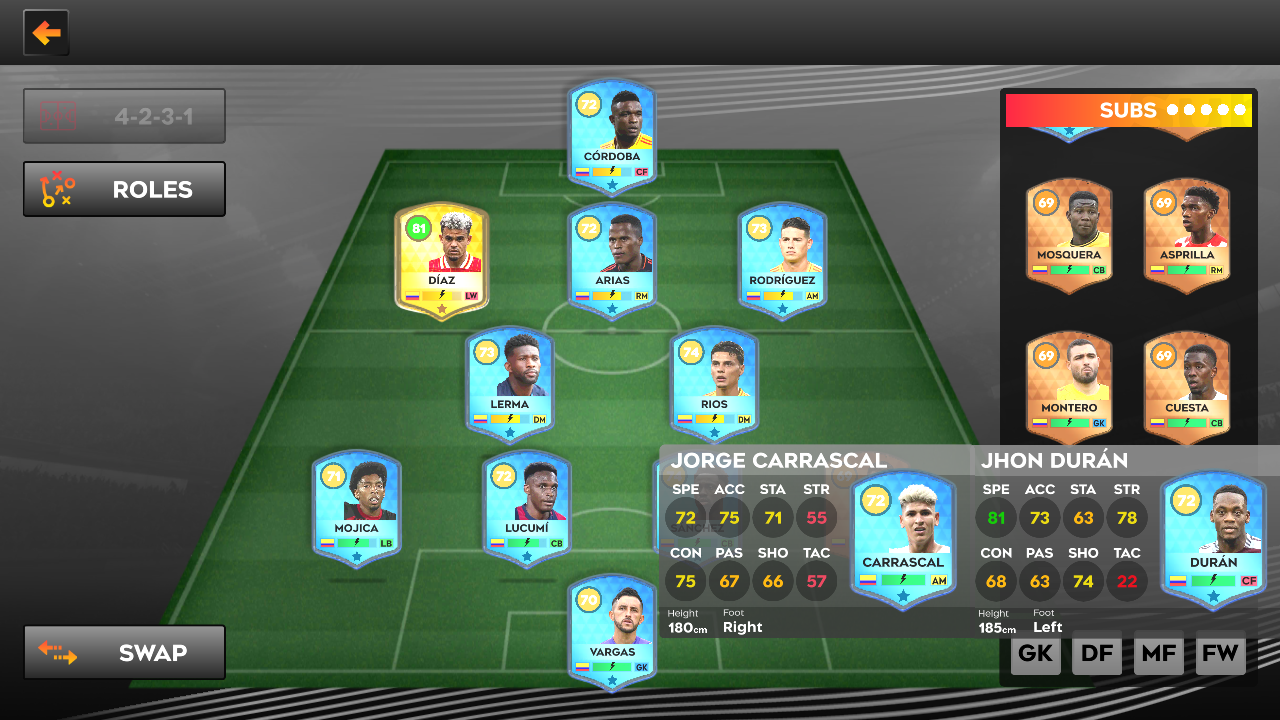 4-2-3-1
ROLES
SWAP
72
CÓRDOBA
CF
81
DÍAZ
LW
72
ARIAS
RM
73
RODRÍGUEZ
AM
73
LERMA
DM
74
RIOS
DM
71
MOJICA
LB
72
LUCUMÍ
CB
70
VARGAS
GK
SUBS
69
MOSQUERA
CB
69
ASPRILLA
RM
69
MONTERO
GK
69
CUESTA
CB
JORGE CARRASCAL
SPE ACC STA STR
72 75 71 55
CON PAS SHO TAC
75 67 66 57
Height Foot
180cm Right
72
CARRASCAL
AM
JHON DURÁN
SPE ACC STA STR
81 73 63 78
CON PAS SHO TAC
68 63 74 22
Height Foot
185cm Left
72
DURÁN
CF
GK DF MF FW